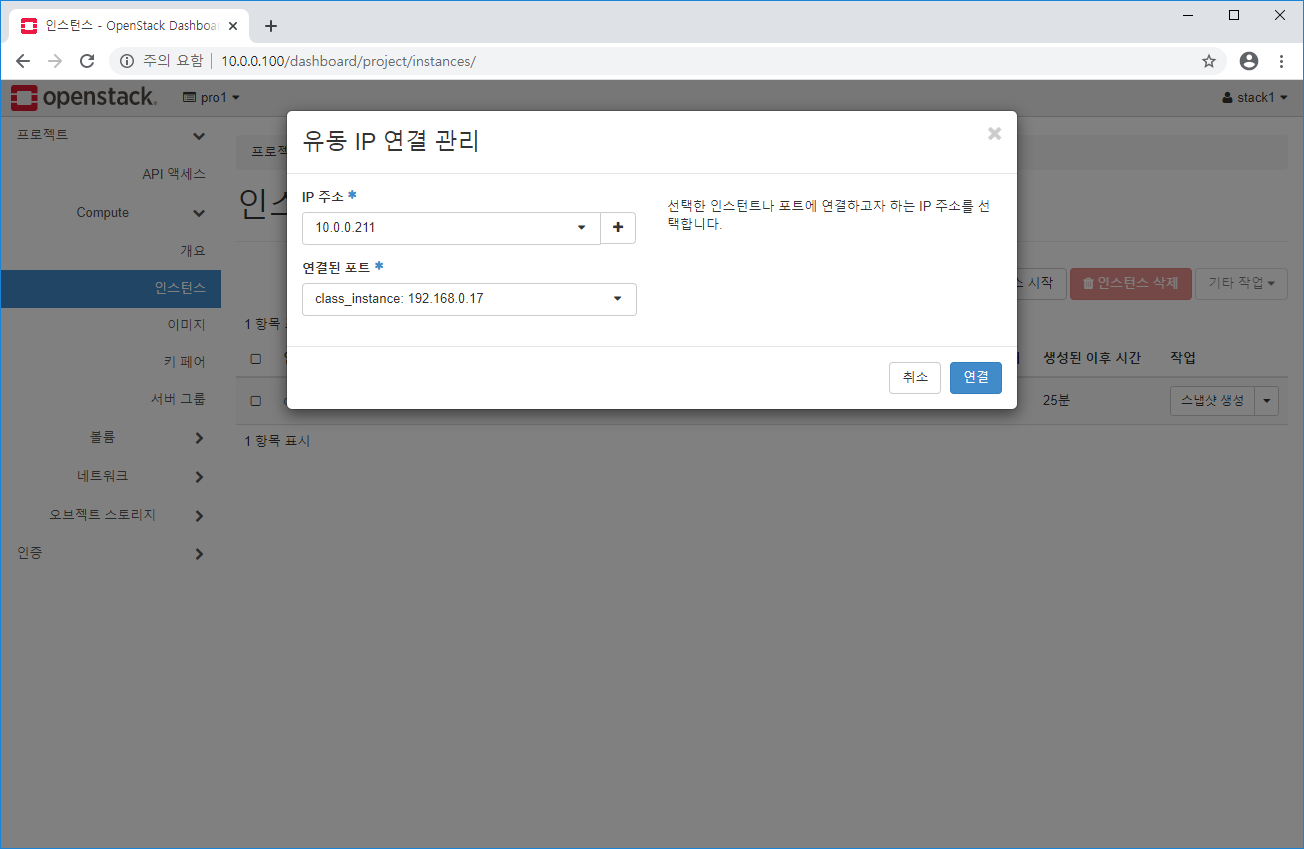 인스턴스 - OpenStack Dashboa
주의 요함 | 10.0.0.100/dashboard/project/instances/
openstack. pro1 stack1
프로젝트
API 액세스
Compute
개요
인스턴스
이미지
키 페어
서버 그룹
볼륨
네트워크
오브젝트 스토리지
인증
프로젝
인스
유동 IP 연결 관리
IP 주소 *
10.0.0.211
연결된 포트 *
class_instance: 192.168.0.17
선택한 인스턴트나 포트에 연결하고자 하는 IP 주소를 선
택합니다.
취소 연결
스 시작 인스턴스 삭제 기타 작업
1 항목
생성된 이후 시간 작업
25분 스냅샷 생성
1 항목 표시